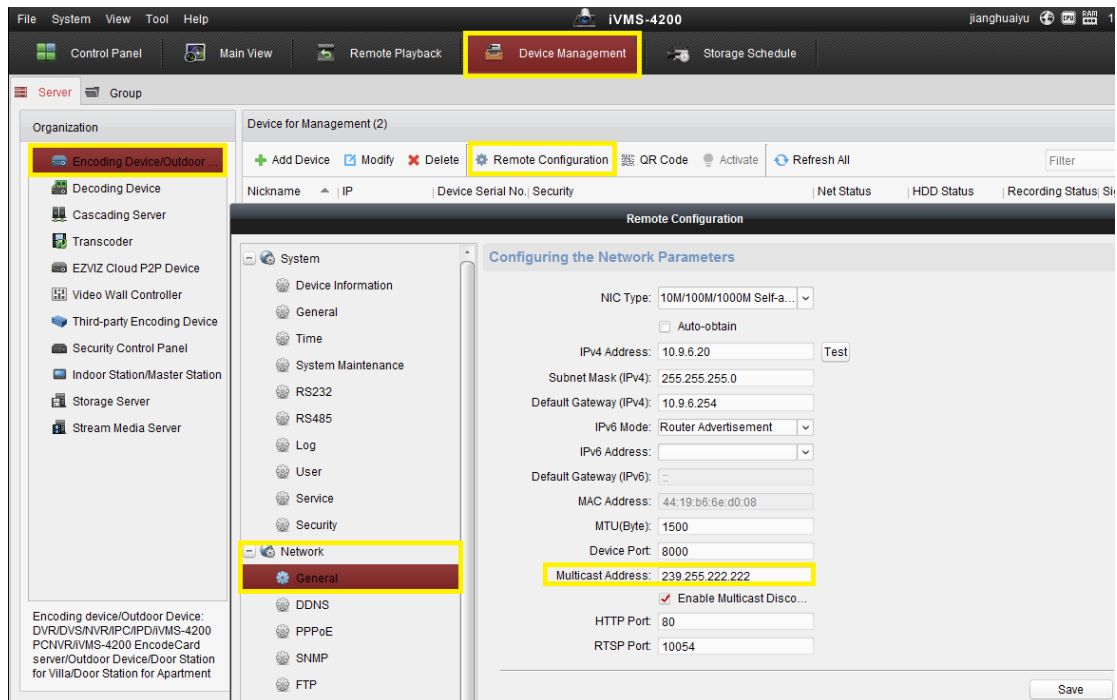 File System View Tool Help
iVMS-4200
jianghuaiyu
Control Panel
Main View
Remote Playback
Device Management
Storage Schedule
Server
Group
Organization
Encoding Device/Outdoor ...
Decoding Device
Cascading Server
Transcoder
EZVIZ Cloud P2P Device
Video Wall Controller
Third-party Encoding Device
Security Control Panel
Indoor Station/Master Station
Storage Server
Stream Media Server
Encoding device/Outdoor Device:
DVR/DVS/NVR/IPC/IPD/iVMS-4200
PCNVR/iVMS-4200 EncodeCard
server/Outdoor Device/Door Station
for Villa/Door Station for Apartment
Device for Management (2)
Add Device Modify Delete Remote Configuration QR Code Activate Refresh All Filter
Nickname IP Device Serial No. Security Net Status HDD Status Recording Status
Remote Configuration
System
Device Information
General
Time
System Maintenance
RS232
RS485
Log
User
Service
Security
Network
General
DDNS
PPPoE
SNMP
FTP
Configuring the Network Parameters
NIC Type: 10M/100M/1000M Self-a...
Auto-obtain
IPv4 Address: 10.9.6.20 Test
Subnet Mask (IPv4): 255.255.255.0
Default Gateway (IPv4): 10.9.6.254
IPv6 Mode: Router Advertisement
IPv6 Address:
Default Gateway (IPv6): ::
MAC Address: 44:19:b6:6e:d0:08
MTU(Byte): 1500
Device Port: 8000
Multicast Address: 239.255.222.222
Enable Multicast Disco...
HTTP Port: 80
RTSP Port: 10054
Save